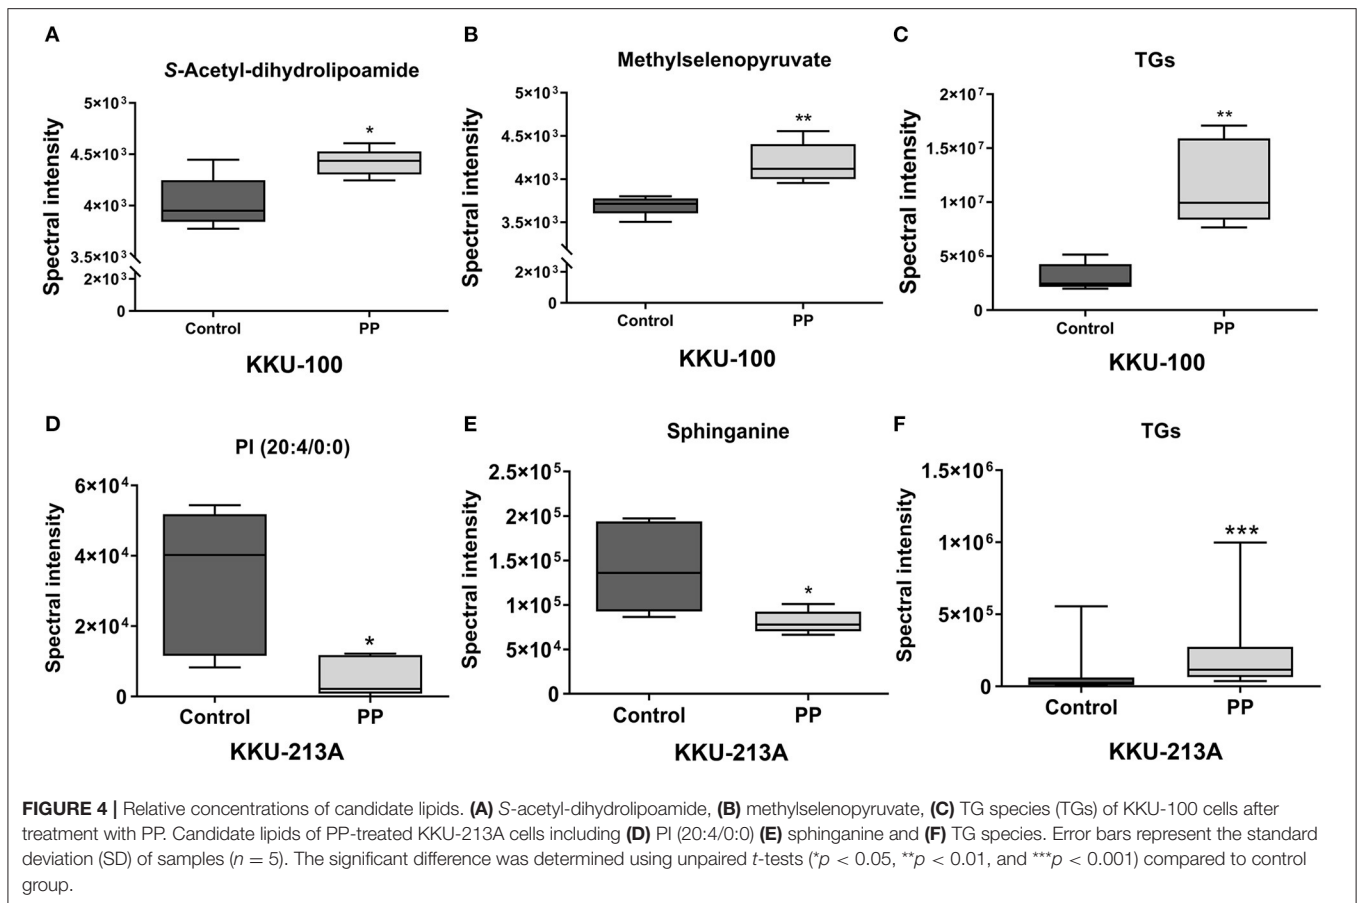 A
S-Acetyl-dihydrolipoamide
Spectral intensity
5×10³
4.5×10³
*
4×10³
3.5×10³
2×10³
0
Control PP
KKU-100
B
Methylselenopyruvate
Spectral intensity
5×10³
4.5×10³
**
4×10³
3.5×10³
2×10³
0
Control PP
KKU-100
C
TGs
Spectral intensity
2×10⁷
**
1.5×10⁷
1×10⁷
5×10⁶
0
Control PP
KKU-100
D
PI (20:4/0:0)
Spectral intensity
6×10⁴
4×10⁴
2×10⁴
*
0
Control PP
KKU-213A
E
Sphinganine
Spectral intensity
2.5×10⁵
2×10⁵
1.5×10⁵
*
1×10⁵
5×10⁴
0
Control PP
KKU-213A
F
TGs
Spectral intensity
1.5×10⁶
***
1×10⁶
5×10⁵
0
Control PP
KKU-213A
FIGURE 4 | Relative concentrations of candidate lipids. (A) S-acetyl-dihydrolipoamide, (B) methylselenopyruvate, (C) TG species (TGs) of KKU-100 cells after
treatment with PP. Candidate lipids of PP-treated KKU-213A cells including (D) PI (20:4/0:0) (E) sphinganine and (F) TG species. Error bars represent the standard
deviation (SD) of samples (n = 5). The significant difference was determined using unpaired t-tests (*p < 0.05, **p < 0.01, and ***p < 0.001) compared to control
group.